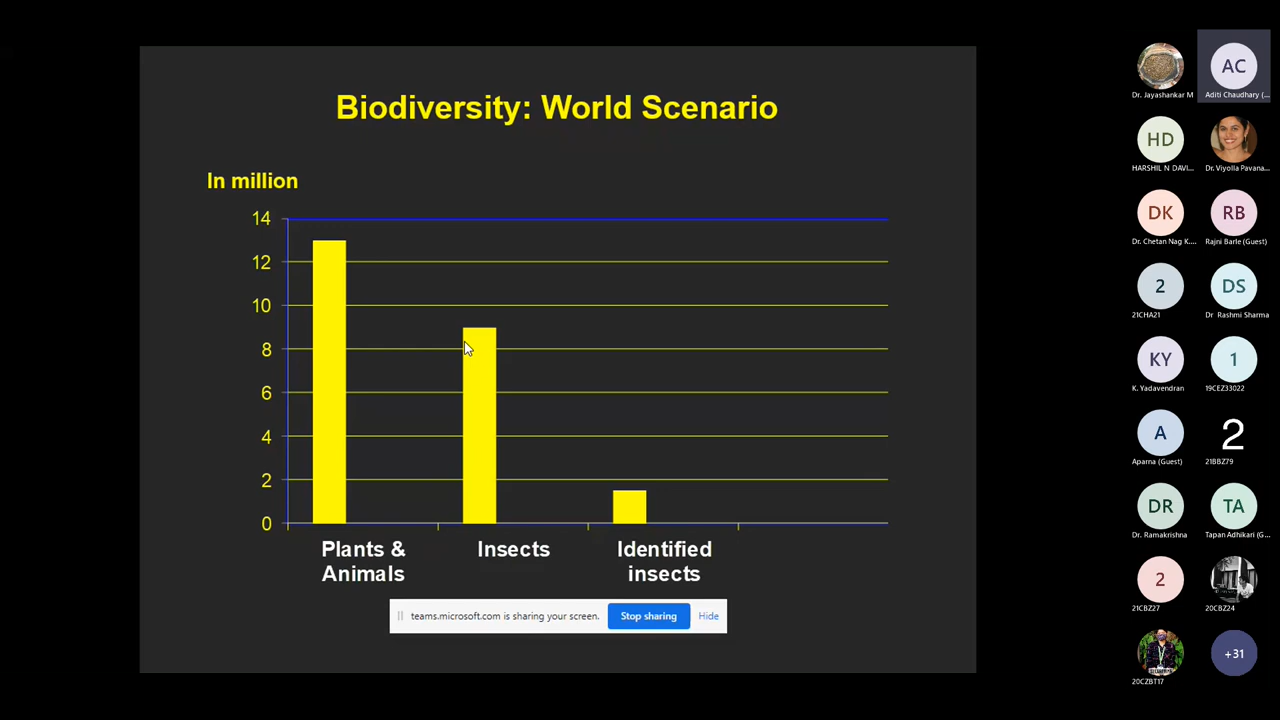 Biodiversity: World Scenario
In million
14
12
10
8
6
4
2
0
Plants &
Animals
Insects
Identified
insects
teams.microsoft.com is sharing your screen.
Stop sharing
Hide
Dr. Jayashankar M
AC
Aditi Chaudhary (...
HD
HARSHIL N DAVI...
Dr. Viyolla Pavana...
DK
Dr. Chetan Nag K....
RB
Rajni Barle (Guest)
2
21CHA21
DS
Dr Rashmi Sharma
KY
K. Yadavendran
1
19CEZ33022
A
Aparna (Guest)
2
21BBZ79
DR
Dr. Ramakrishna
TA
Tapan Adhikari (G...
2
21CBZ27
20CBZ24
20CZBT17
+31